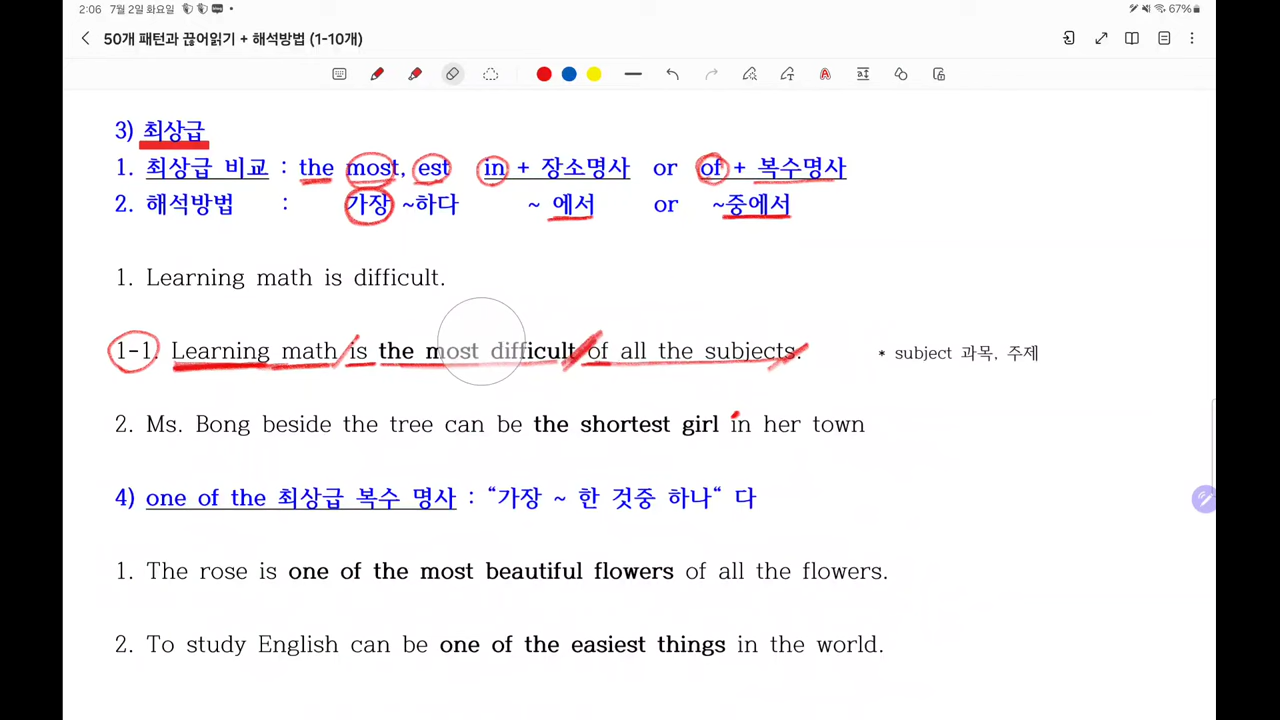 2:06 7월 2일 화요일 67%
50개 패턴과 끊어읽기 + 해석방법 (1-10개)
3) 최상급
1. 최상급 비교 : the most, est in + 장소명사 or of + 복수명사
2. 해석방법 : 가장 ~하다 ~ 에서 or ~중에서
1. Learning math is difficult.
1-1. Learning math is the most difficult of all the subjects. * subject 과목, 주제
2. Ms. Bong beside the tree can be the shortest girl in her town
4) one of the 최상급 복수 명사 : “가장 ~ 한 것중 하나“ 다
1. The rose is one of the most beautiful flowers of all the flowers.
2. To study English can be one of the easiest things in the world.